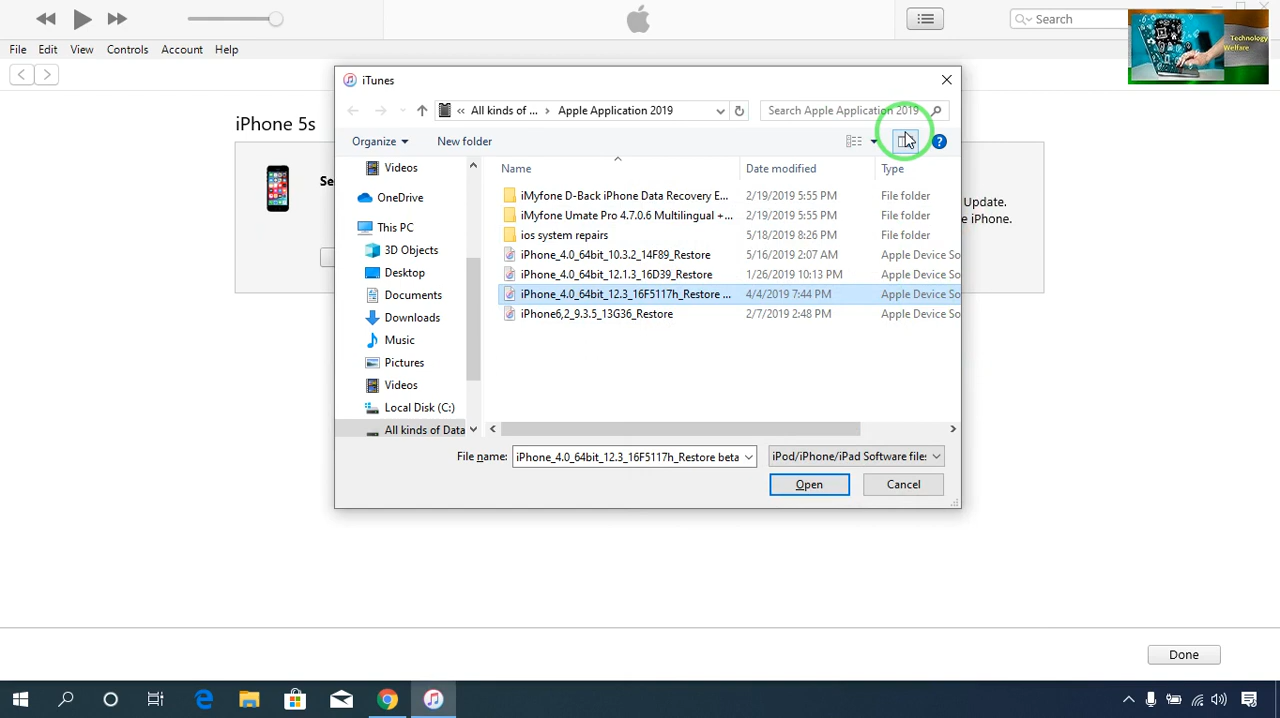 Search
Technology
Welfare
File Edit View Controls Account Help
iTunes
All kinds of ... Apple Application 2019
Search Apple Application 2019
iPhone 5s
Organize New folder
Videos
Name Date modified Type
OneDrive
iMyfone D-Back iPhone Data Recovery E... 2/19/2019 5:55 PM File folder
Update.
This PC
iMyfone Umate Pro 4.7.0.6 Multilingual +... 2/19/2019 5:55 PM File folder
e iPhone.
3D Objects
ios system repairs 5/18/2019 8:26 PM File folder
Desktop
iPhone_4.0_64bit_10.3.2_14F89_Restore 5/16/2019 2:07 AM Apple Device So
Documents
iPhone_4.0_64bit_12.1.3_16D39_Restore 1/26/2019 10:13 PM Apple Device So
Downloads
iPhone_4.0_64bit_12.3_16F5117h_Restore ... 4/4/2019 7:44 PM Apple Device So
Music
iPhone6,2_9.3.5_13G36_Restore 2/7/2019 2:48 PM Apple Device So
Pictures
Videos
Local Disk (C:)
All kinds of Data
File name: iPhone_4.0_64bit_12.3_16F5117h_Restore beta iPod/iPhone/iPad Software files
Open Cancel
Done